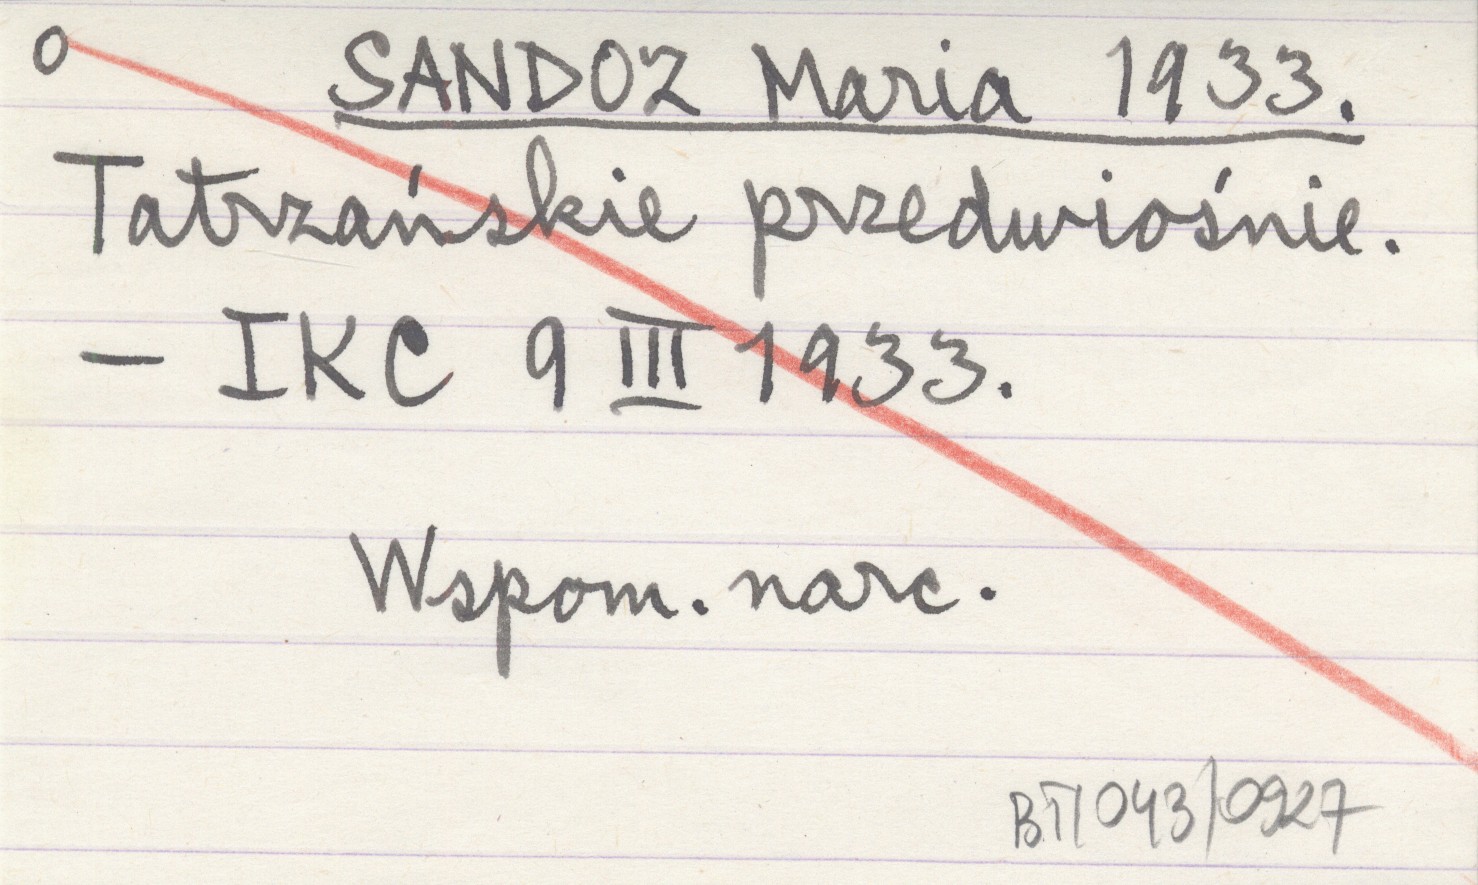 O
SANDOZ Maria 1933.
Tatrzańskie przedwiośnie.
- IKC 9 III 1933.
Wspom. narc.
BT/043/0927